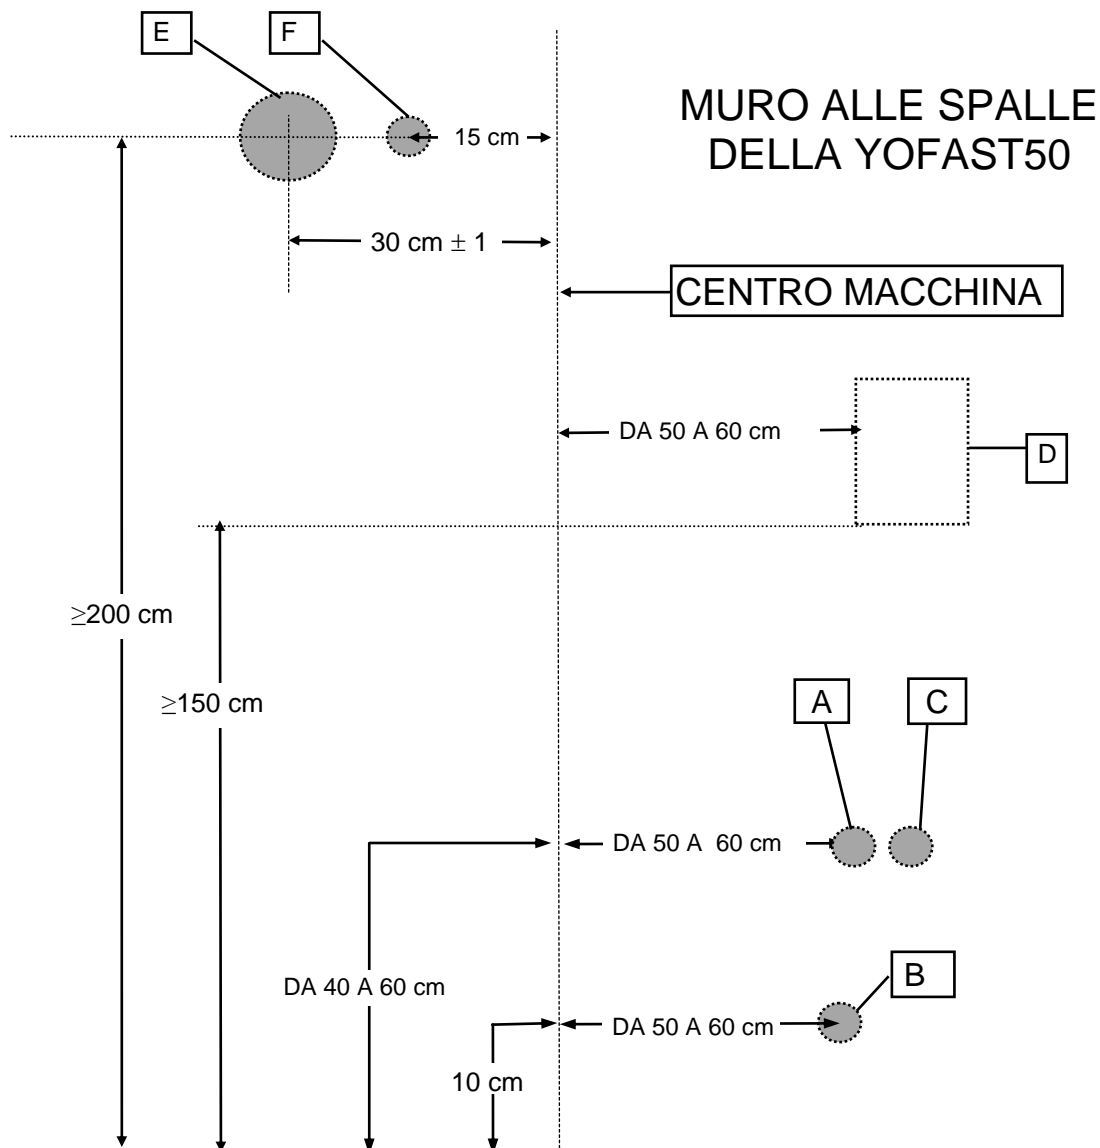 E
F
MURO ALLE SPALLE
DELLA YOFAST50
15 cm
30 cm ± 1
CENTRO MACCHINA
DA 50 A 60 cm
D
≥200 cm
≥150 cm
A
C
DA 50 A  60 cm
DA 40 A 60 cm
B
DA 50 A 60 cm
10 cm